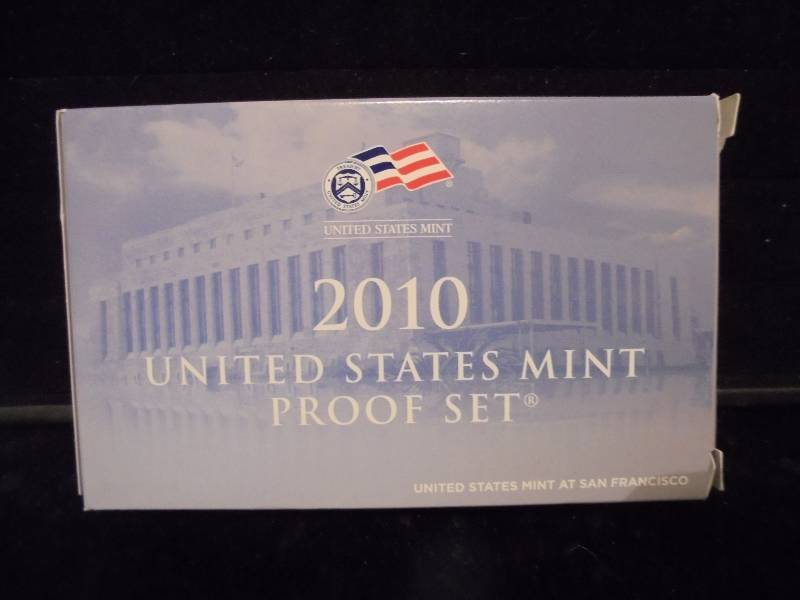 UNITED STATES MINT
2010
UNITED STATES MINT
PROOF SET®
UNITED STATES MINT AT SAN FRANCISCO